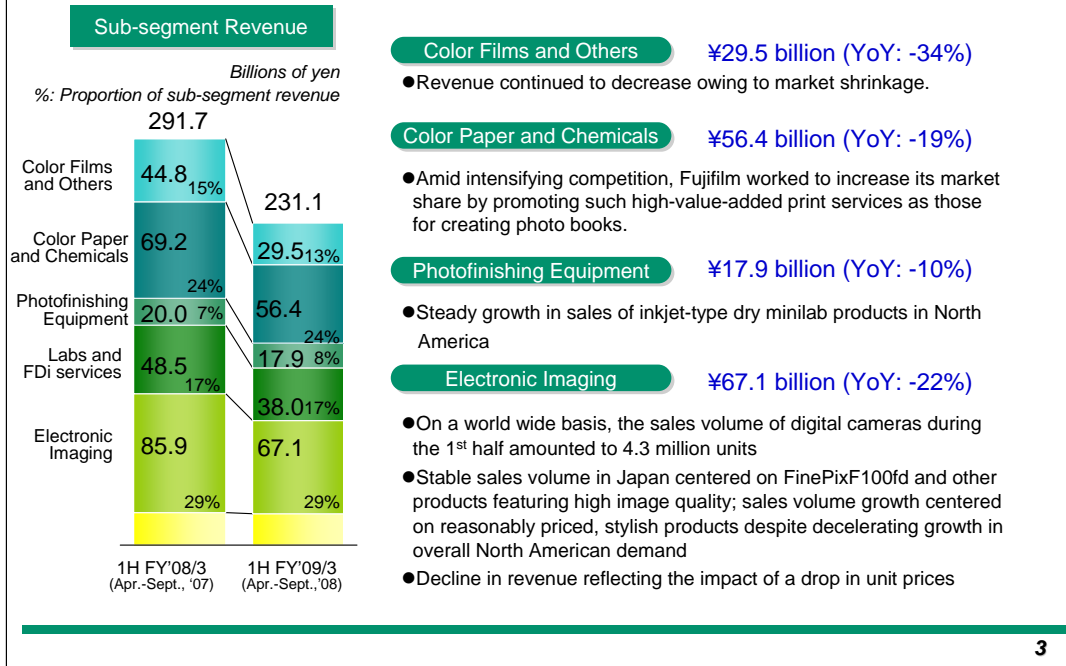 Sub-segment Revenue
Billions of yen
%: Proportion of sub-segment revenue
291.7
Color Films
and Others
44.8
15%
Color Paper
and Chemicals
69.2
24%
Photofinishing
Equipment
20.0
7%
Labs and
FDi services
48.5
17%
Electronic
Imaging
85.9
29%
1H FY'08/3
(Apr.-Sept., '07)
231.1
29.5
13%
56.4
24%
17.9
8%
38.0
17%
67.1
29%
1H FY'09/3
(Apr.-Sept.,'08)
Color Films and Others
¥29.5 billion (YoY: -34%)
●Revenue continued to decrease owing to market shrinkage.
Color Paper and Chemicals
¥56.4 billion (YoY: -19%)
●Amid intensifying competition, Fujifilm worked to increase its market
share by promoting such high-value-added print services as those
for creating photo books.
Photofinishing Equipment
¥17.9 billion (YoY: -10%)
●Steady growth in sales of inkjet-type dry minilab products in North
America
Electronic Imaging
¥67.1 billion (YoY: -22%)
●On a world wide basis, the sales volume of digital cameras during
the 1st half amounted to 4.3 million units
●Stable sales volume in Japan centered on FinePixF100fd and other
products featuring high image quality; sales volume growth centered
on reasonably priced, stylish products despite decelerating growth in
overall North American demand
●Decline in revenue reflecting the impact of a drop in unit prices
3